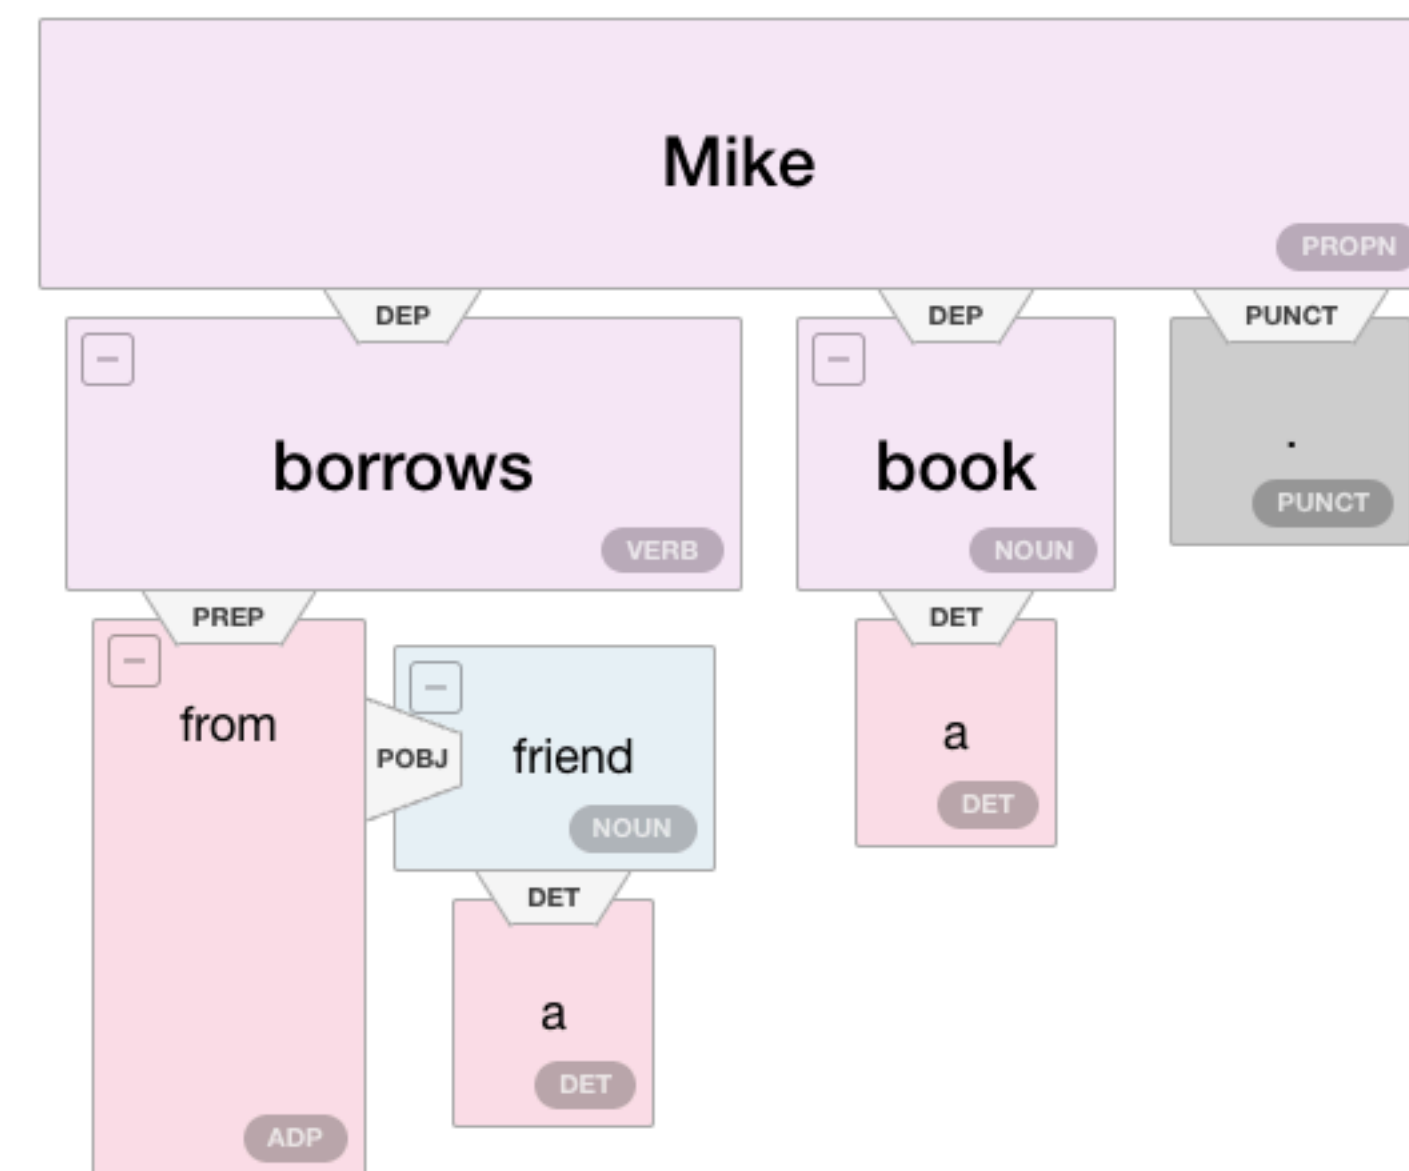 Mike
PROPN
DEP
DEP
PUNCT
borrows
VERB
book
NOUN
.
PUNCT
PREP
DET
from
ADP
POBJ
friend
NOUN
a
DET
DET
a
DET